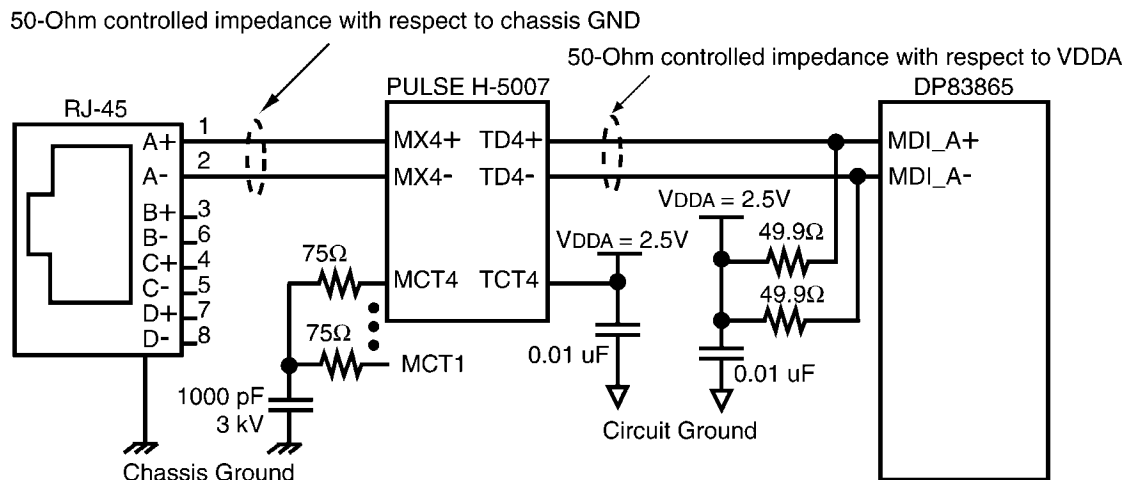 50-Ohm controlled impedance with respect to chassis GND
50-Ohm controlled impedance with respect to VDDA
RJ-45
PULSE H-5007
DP83865
A+ 1
A- 2
B+ 3
B- 6
C+ 4
C- 5
D+ 7
D- 8
MX4+ TD4+
MX4- TD4-
MCT4 TCT4
MDI_A+
MDI_A-
VDDA = 2.5V
49.9Ω
VDDA = 2.5V
49.9Ω
75Ω
75Ω
MCT1
0.01 uF
0.01 uF
1000 pF
3 kV
Circuit Ground
Chassis Ground